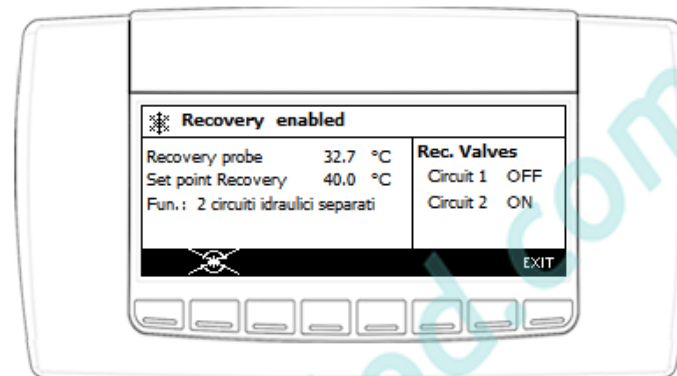 Recovery enabled
Recovery probe 32.7 °C
Set point Recovery 40.0 °C
Fun.: 2 circuiti idraulici separati
Rec. Valves
Circuit 1 OFF
Circuit 2 ON
EXIT